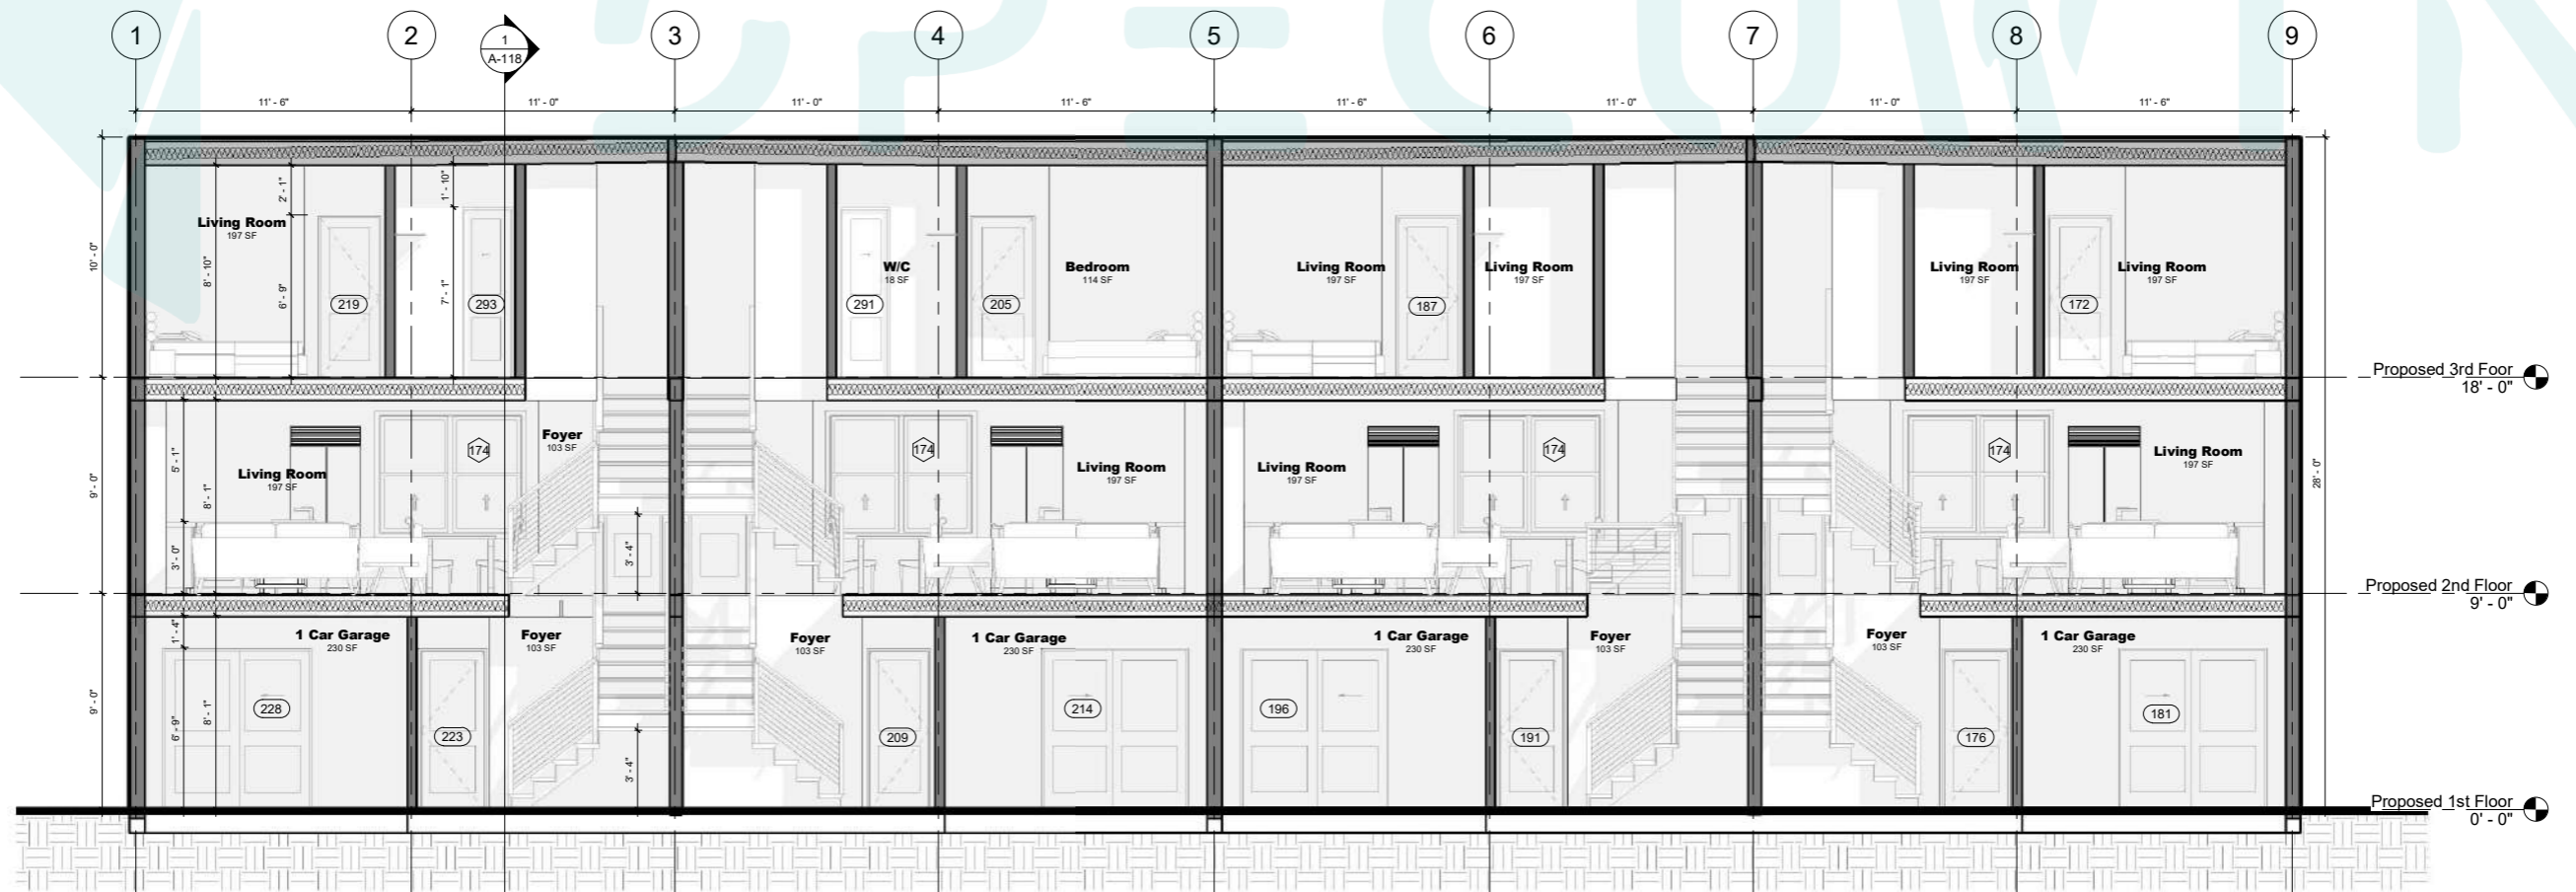 1
2
1
A-118
3
4
5
6
7
8
9
11' - 6"
11' - 0"
11' - 0"
11' - 6"
11' - 6"
11' - 0"
11' - 0"
11' - 6"
10' - 0"
8' - 10"
2' - 1"
6' - 9"
1' - 10"
7' - 1"
Living Room
197 SF
219
293
291
W/C
18 SF
205
Bedroom
114 SF
Living Room
197 SF
187
Living Room
197 SF
Living Room
197 SF
172
Living Room
197 SF
Proposed 3rd Foor
18' - 0"
9' - 0"
5' - 1"
3' - 0"
8' - 1"
Living Room
197 SF
174
Foyer
103 SF
3' - 4"
174
Living Room
197 SF
Living Room
197 SF
174
174
Living Room
197 SF
28' - 0"
Proposed 2nd Floor
9' - 0"
9' - 0"
1' - 4"
6' - 9"
8' - 1"
1 Car Garage
230 SF
228
223
Foyer
103 SF
3' - 4"
Foyer
103 SF
209
1 Car Garage
230 SF
214
196
1 Car Garage
230 SF
191
Foyer
103 SF
Foyer
103 SF
176
1 Car Garage
230 SF
181
Proposed 1st Floor
0' - 0"